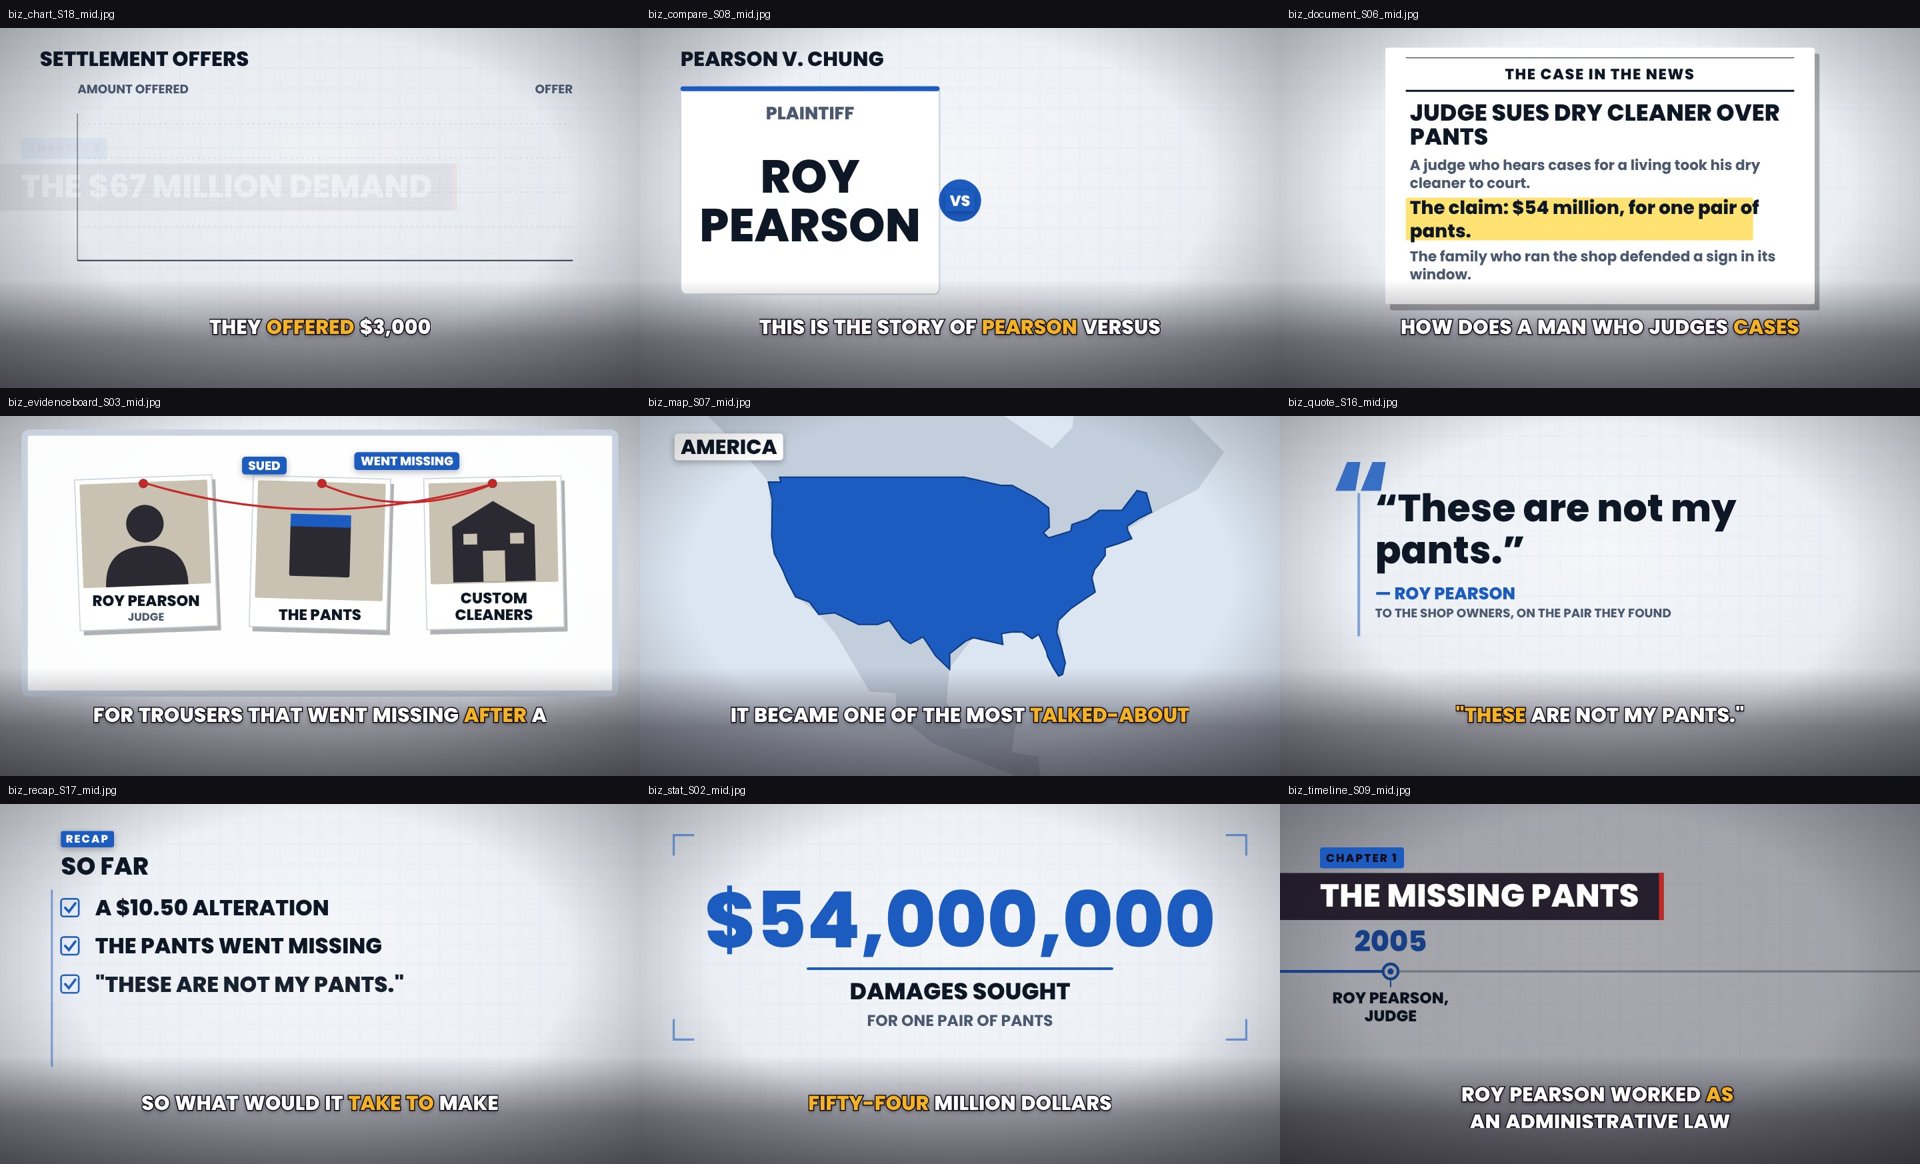 biz_chart_S18_mid.jpg
SETTLEMENT OFFERS
AMOUNT OFFERED
OFFER
CHAPTER 3
THE $67 MILLION DEMAND
THEY OFFERED $3,000
biz_compare_S08_mid.jpg
PEARSON V. CHUNG
PLAINTIFF
ROY
PEARSON
VS
THIS IS THE STORY OF PEARSON VERSUS
biz_document_S06_mid.jpg
THE CASE IN THE NEWS
JUDGE SUES DRY CLEANER OVER
PANTS
A judge who hears cases for a living took his dry
cleaner to court.
The claim: $54 million, for one pair of
pants.
The family who ran the shop defended a sign in its
window.
HOW DOES A MAN WHO JUDGES CASES
biz_evidenceboard_S03_mid.jpg
SUED
WENT MISSING
ROY PEARSON
JUDGE
THE PANTS
CUSTOM
CLEANERS
FOR TROUSERS THAT WENT MISSING AFTER A
biz_map_S07_mid.jpg
AMERICA
IT BECAME ONE OF THE MOST TALKED-ABOUT
biz_quote_S16_mid.jpg
“These are not my
pants.”
— ROY PEARSON
TO THE SHOP OWNERS, ON THE PAIR THEY FOUND
"THESE ARE NOT MY PANTS."
biz_recap_S17_mid.jpg
RECAP
SO FAR
A $10.50 ALTERATION
THE PANTS WENT MISSING
"THESE ARE NOT MY PANTS."
SO WHAT WOULD IT TAKE TO MAKE
biz_stat_S02_mid.jpg
$54,000,000
DAMAGES SOUGHT
FOR ONE PAIR OF PANTS
FIFTY-FOUR MILLION DOLLARS
biz_timeline_S09_mid.jpg
CHAPTER 1
THE MISSING PANTS
2005
ROY PEARSON,
JUDGE
ROY PEARSON WORKED AS
AN ADMINISTRATIVE LAW